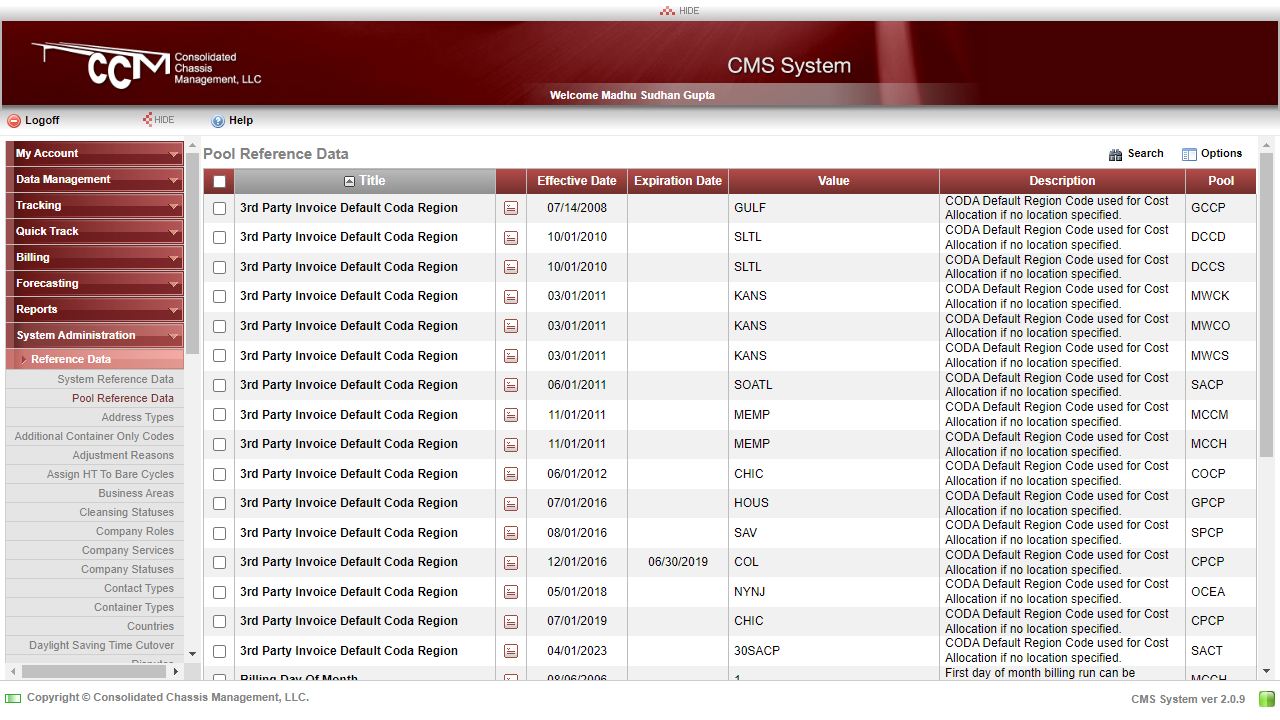 HIDE
CCM
Consolidated
Chassis
Management, LLC
CMS System
Welcome Madhu Sudhan Gupta
Logoff
HIDE
Help
My Account
Data Management
Tracking
Quick Track
Billing
Forecasting
Reports
System Administration
Reference Data
System Reference Data
Pool Reference Data
Address Types
Additional Container Only Codes
Adjustment Reasons
Assign HT To Bare Cycles
Business Areas
Cleansing Statuses
Company Roles
Company Services
Company Statuses
Contact Types
Container Types
Countries
Daylight Saving Time Cutover
Pool Reference Data
Search Options
Title Effective Date Expiration Date Value Description Pool
3rd Party Invoice Default Coda Region 07/14/2008 GULF CODA Default Region Code used for Cost
Allocation if no location specified. GCCP
3rd Party Invoice Default Coda Region 10/01/2010 SLTL CODA Default Region Code used for Cost
Allocation if no location specified. DCCD
3rd Party Invoice Default Coda Region 10/01/2010 SLTL CODA Default Region Code used for Cost
Allocation if no location specified. DCCS
3rd Party Invoice Default Coda Region 03/01/2011 KANS CODA Default Region Code used for Cost
Allocation if no location specified. MWCK
3rd Party Invoice Default Coda Region 03/01/2011 KANS CODA Default Region Code used for Cost
Allocation if no location specified. MWCO
3rd Party Invoice Default Coda Region 03/01/2011 KANS CODA Default Region Code used for Cost
Allocation if no location specified. MWCS
3rd Party Invoice Default Coda Region 06/01/2011 SOATL CODA Default Region Code used for Cost
Allocation if no location specified. SACP
3rd Party Invoice Default Coda Region 11/01/2011 MEMP CODA Default Region Code used for Cost
Allocation if no location specified. MCCM
3rd Party Invoice Default Coda Region 11/01/2011 MEMP CODA Default Region Code used for Cost
Allocation if no location specified. MCCH
3rd Party Invoice Default Coda Region 06/01/2012 CHIC CODA Default Region Code used for Cost
Allocation if no location specified. COCP
3rd Party Invoice Default Coda Region 07/01/2016 HOUS CODA Default Region Code used for Cost
Allocation if no location specified. GPCP
3rd Party Invoice Default Coda Region 08/01/2016 SAV CODA Default Region Code used for Cost
Allocation if no location specified. SPCP
3rd Party Invoice Default Coda Region 12/01/2016 06/30/2019 COL CODA Default Region Code used for Cost
Allocation if no location specified. CPCP
3rd Party Invoice Default Coda Region 05/01/2018 NYNJ CODA Default Region Code used for Cost
Allocation if no location specified. OCEA
3rd Party Invoice Default Coda Region 07/01/2019 CHIC CODA Default Region Code used for Cost
Allocation if no location specified. CPCP
3rd Party Invoice Default Coda Region 04/01/2023 30SACP CODA Default Region Code used for Cost
Allocation if no location specified. SACT
Billing Day Of Month 08/06/2006 1 First day of month billing run can be MCCH
Copyright © Consolidated Chassis Management, LLC.
CMS System ver 2.0.9